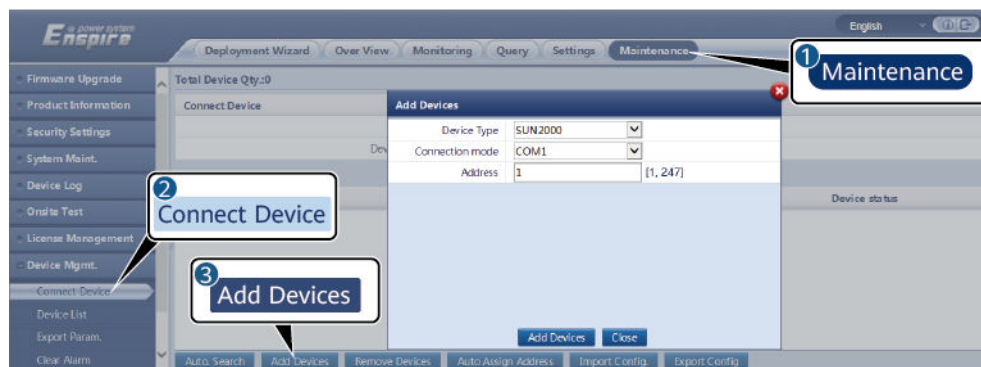 e power system
Enspire
English
Deployment Wizard
Over View
Monitoring
Query
Settings
Maintenance
1
Maintenance
Firmware Upgrade
Product Information
Security Settings
System Maint.
Device Log
Onsite Test
License Management
Device Mgmt.
Connect Device
Device List
Export Param.
Clear Alarm
Total Device Qty.:0
Connect Device
Dev
Device status
Add Devices
Device Type SUN2000
Connection mode COM1
Address 1 [1, 247]
Add Devices Close
2
Connect Device
3
Add Devices
Auto. Search Add Devices Remove Devices Auto Assign Address Import Config. Export Config